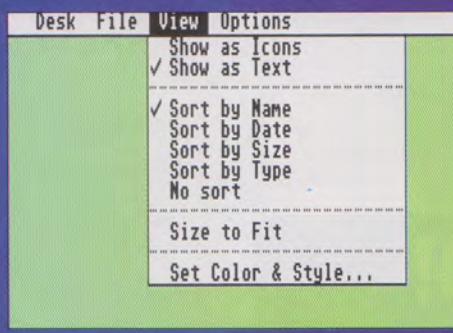 Desk File View Options
Show as Icons
✓ Show as Text
✓ Sort by Name
Sort by Date
Sort by Size
Sort by Type
No sort
Size to Fit
Set Color & Style...